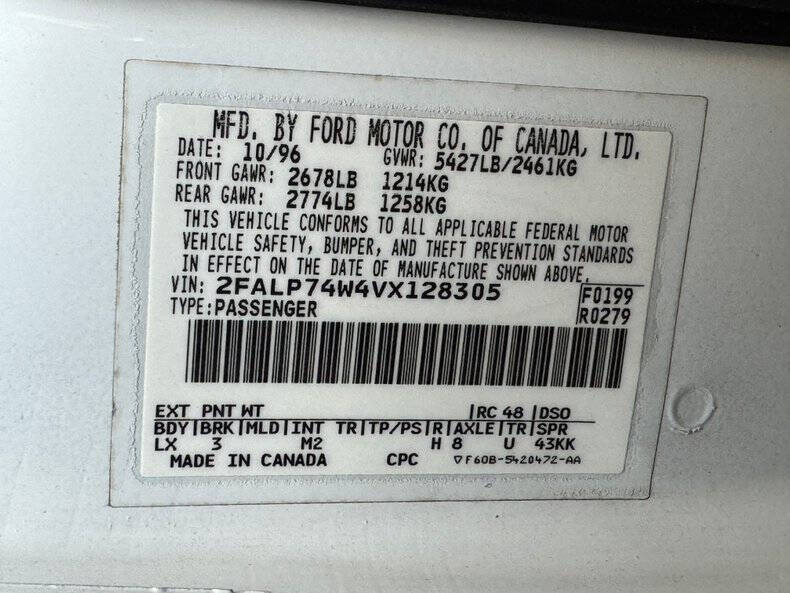 MFD. BY FORD MOTOR CO. OF CANADA, LTD.
DATE: 10/96 GVWR: 5427LB/2461KG
FRONT GAWR: 2678LB 1214KG
REAR GAWR: 2774LB 1258KG
THIS VEHICLE CONFORMS TO ALL APPLICABLE FEDERAL MOTOR
VEHICLE SAFETY, BUMPER, AND THEFT PREVENTION STANDARDS
IN EFFECT ON THE DATE OF MANUFACTURE SHOWN ABOVE.
VIN: 2FALP74W4VX128305 F0199
TYPE: PASSENGER R0279
EXT PNT WT |RC 48 |DSO
BDY|BRK|MLD|INT TR|TP/PS|R|AXLE|TR|SPR
LX 3 M2 H 8 U 43KK
MADE IN CANADA CPC ▽F60B-5420472-AA